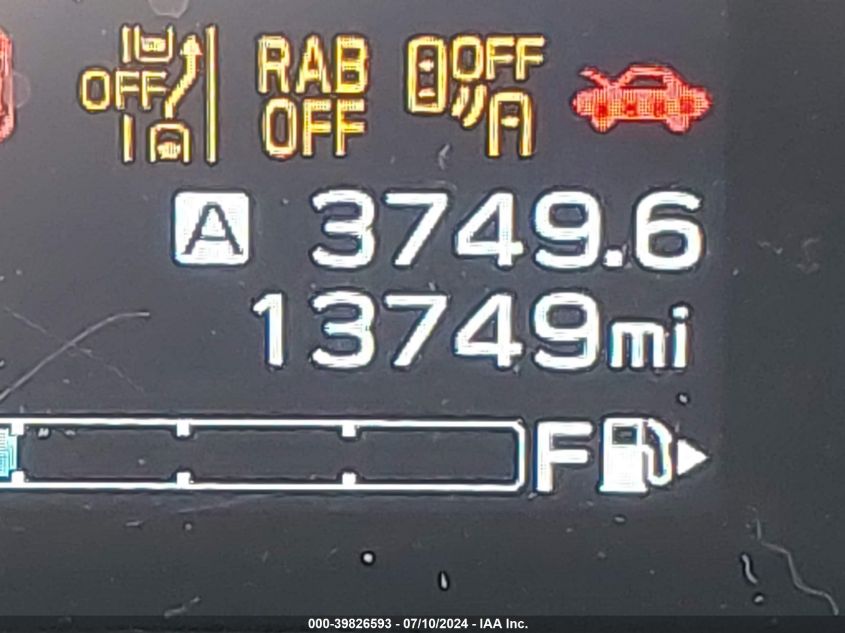 OFF RAB OFF
OFF
A 3749.6
13749mi
F
000-39826593 - 07/10/2024 - IAA Inc.